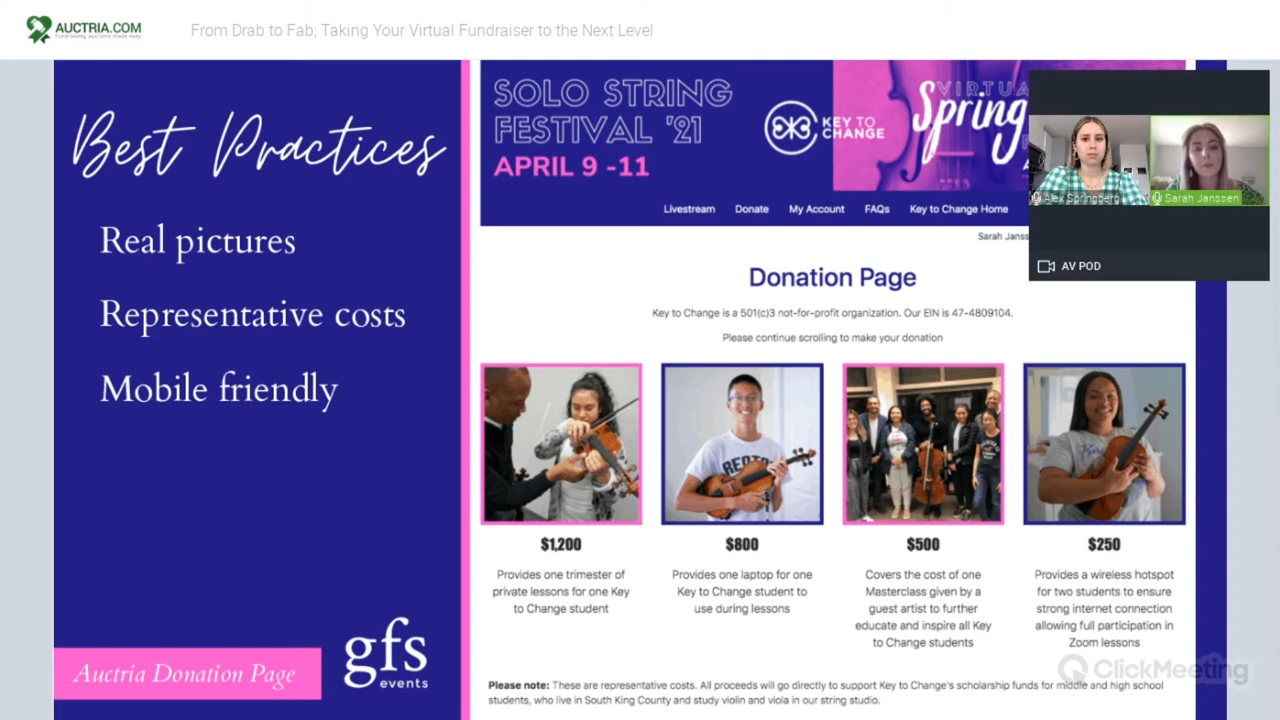 AUCTRIA.COM
Fund raising auctions made easy
From Drab to Fab; Taking Your Virtual Fundraiser to the Next Level
Best Practices
Real pictures
Representative costs
Mobile friendly
Auctria Donation Page
gfs
events
SOLO STRING
FESTIVAL '21
APRIL 9 -11
KEY TO
CHANGE
VIRTUA
Spring
Livestream Donate My Account FAQs Key to Change Home
Sarah Janss
Alex Springberg
Sarah Janssen
AV POD
Donation Page
Key to Change is a 501(c)3 not-for-profit organization. Our EIN is 47-4809104.
Please continue scrolling to make your donation
$1,200
Provides one trimester of
private lessons for one Key
to Change student
$800
Provides one laptop for one
Key to Change student to
use during lessons
$500
Covers the cost of one
Masterclass given by a
guest artist to further
educate and inspire all Key
to Change students
$250
Provides a wireless hotspot
for two students to ensure
strong internet connection
allowing full participation in
Zoom lessons
Please note: These are representative costs. All proceeds will go directly to support Key to Change's scholarship funds for middle and high school
students, who live in South King County and study violin and viola in our string studio.
ClickMeeting